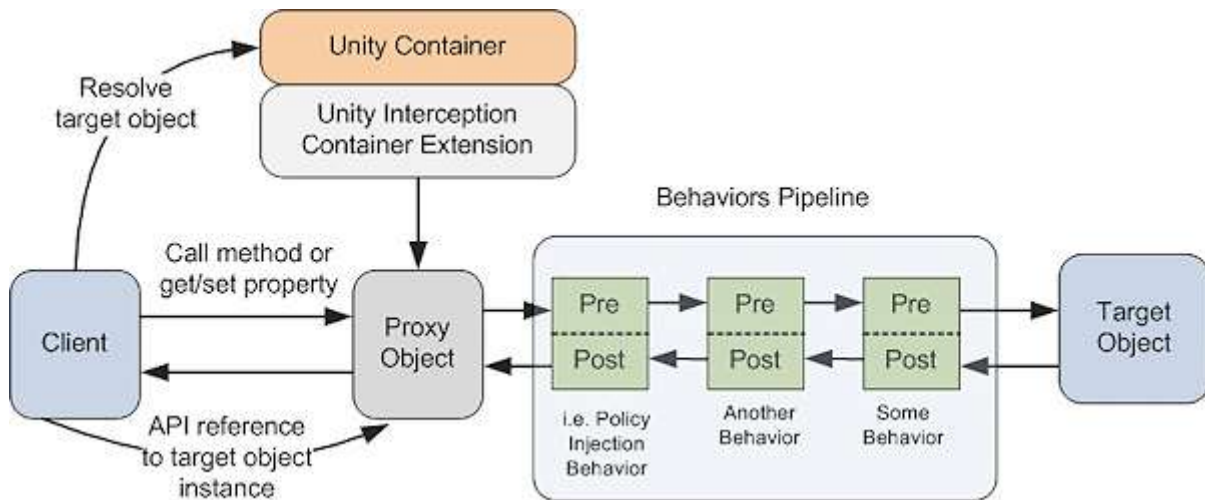 Unity Container
Resolve
target object
Unity Interception
Container Extension
Behaviors Pipeline
Call method or
get/set property
Client
Proxy
Object
Pre
Post
Pre
Post
Pre
Post
Target
Object
API reference
to target object
instance
i.e. Policy
Injection
Behavior
Another
Behavior
Some
Behavior